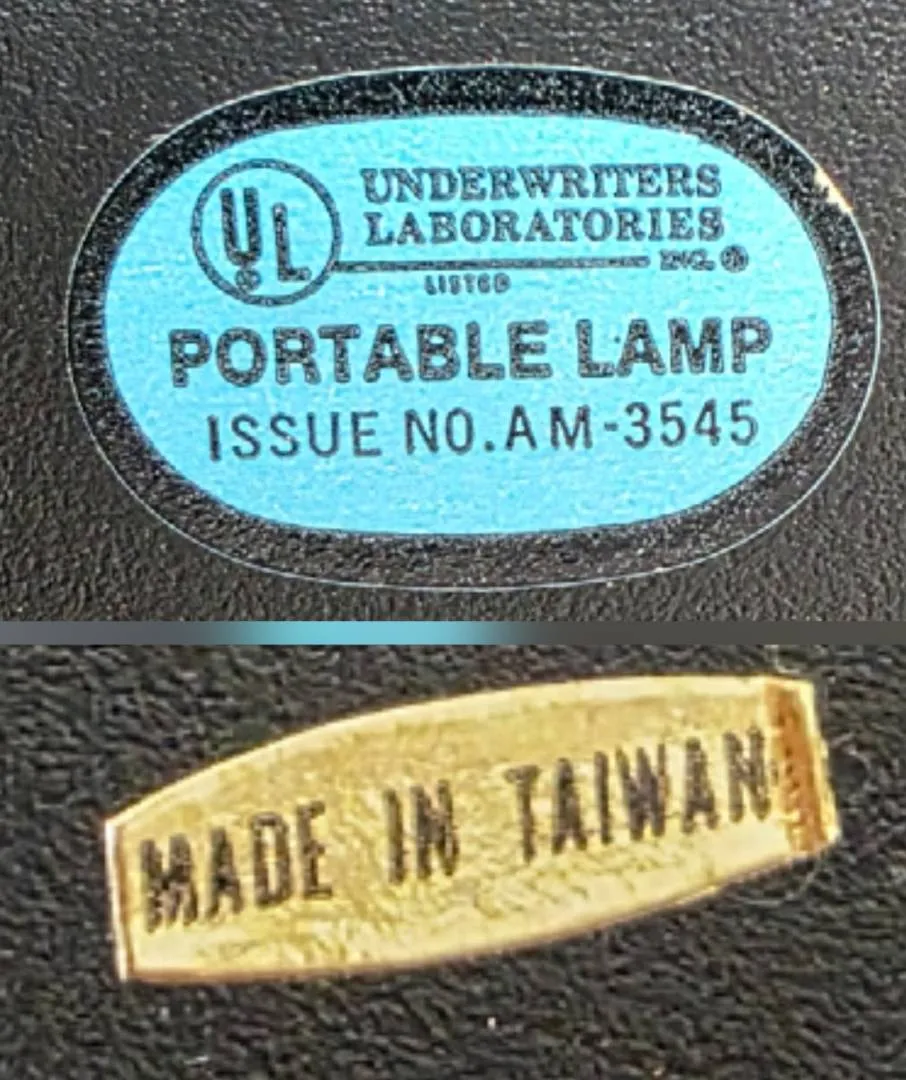 UL
UNDERWRITERS
LABORATORIES
INC. ®
LISTED
PORTABLE LAMP
ISSUE NO. AM-3545
MADE IN TAIWAN